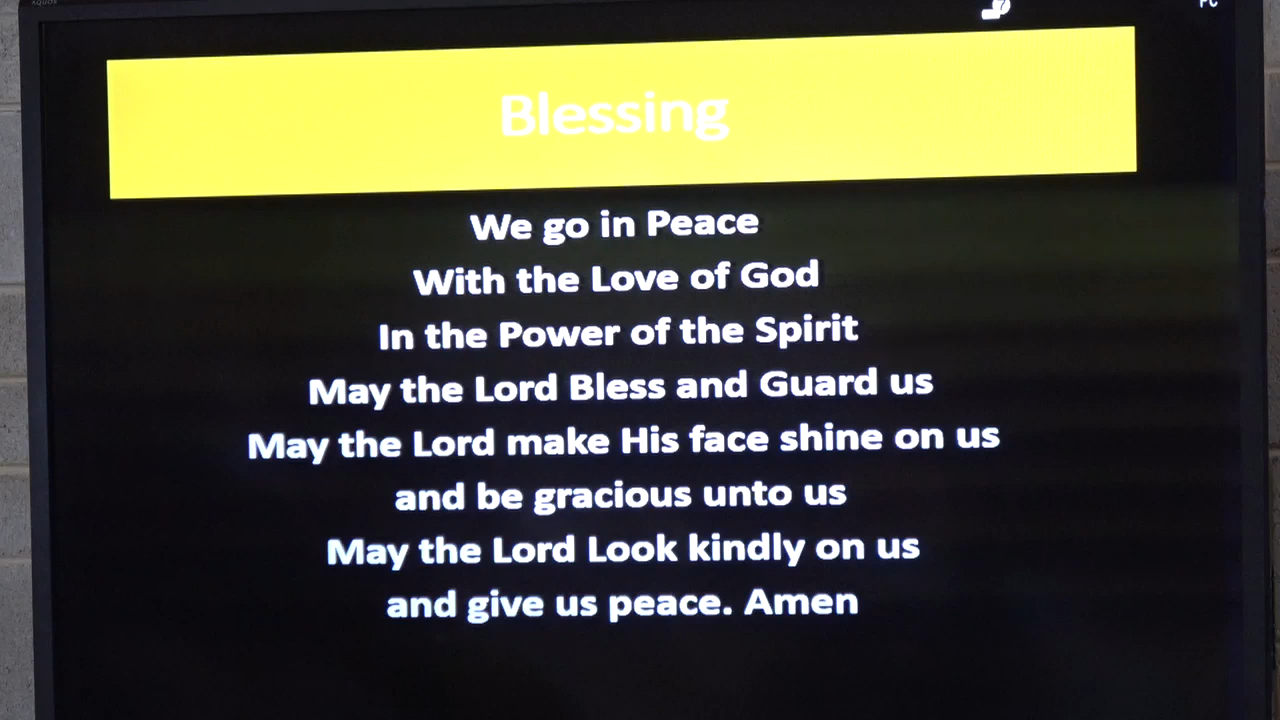 AQUOS
PC
Blessing
We go in Peace
With the Love of God
In the Power of the Spirit
May the Lord Bless and Guard us
May the Lord make His face shine on us
and be gracious unto us
May the Lord Look kindly on us
and give us peace. Amen